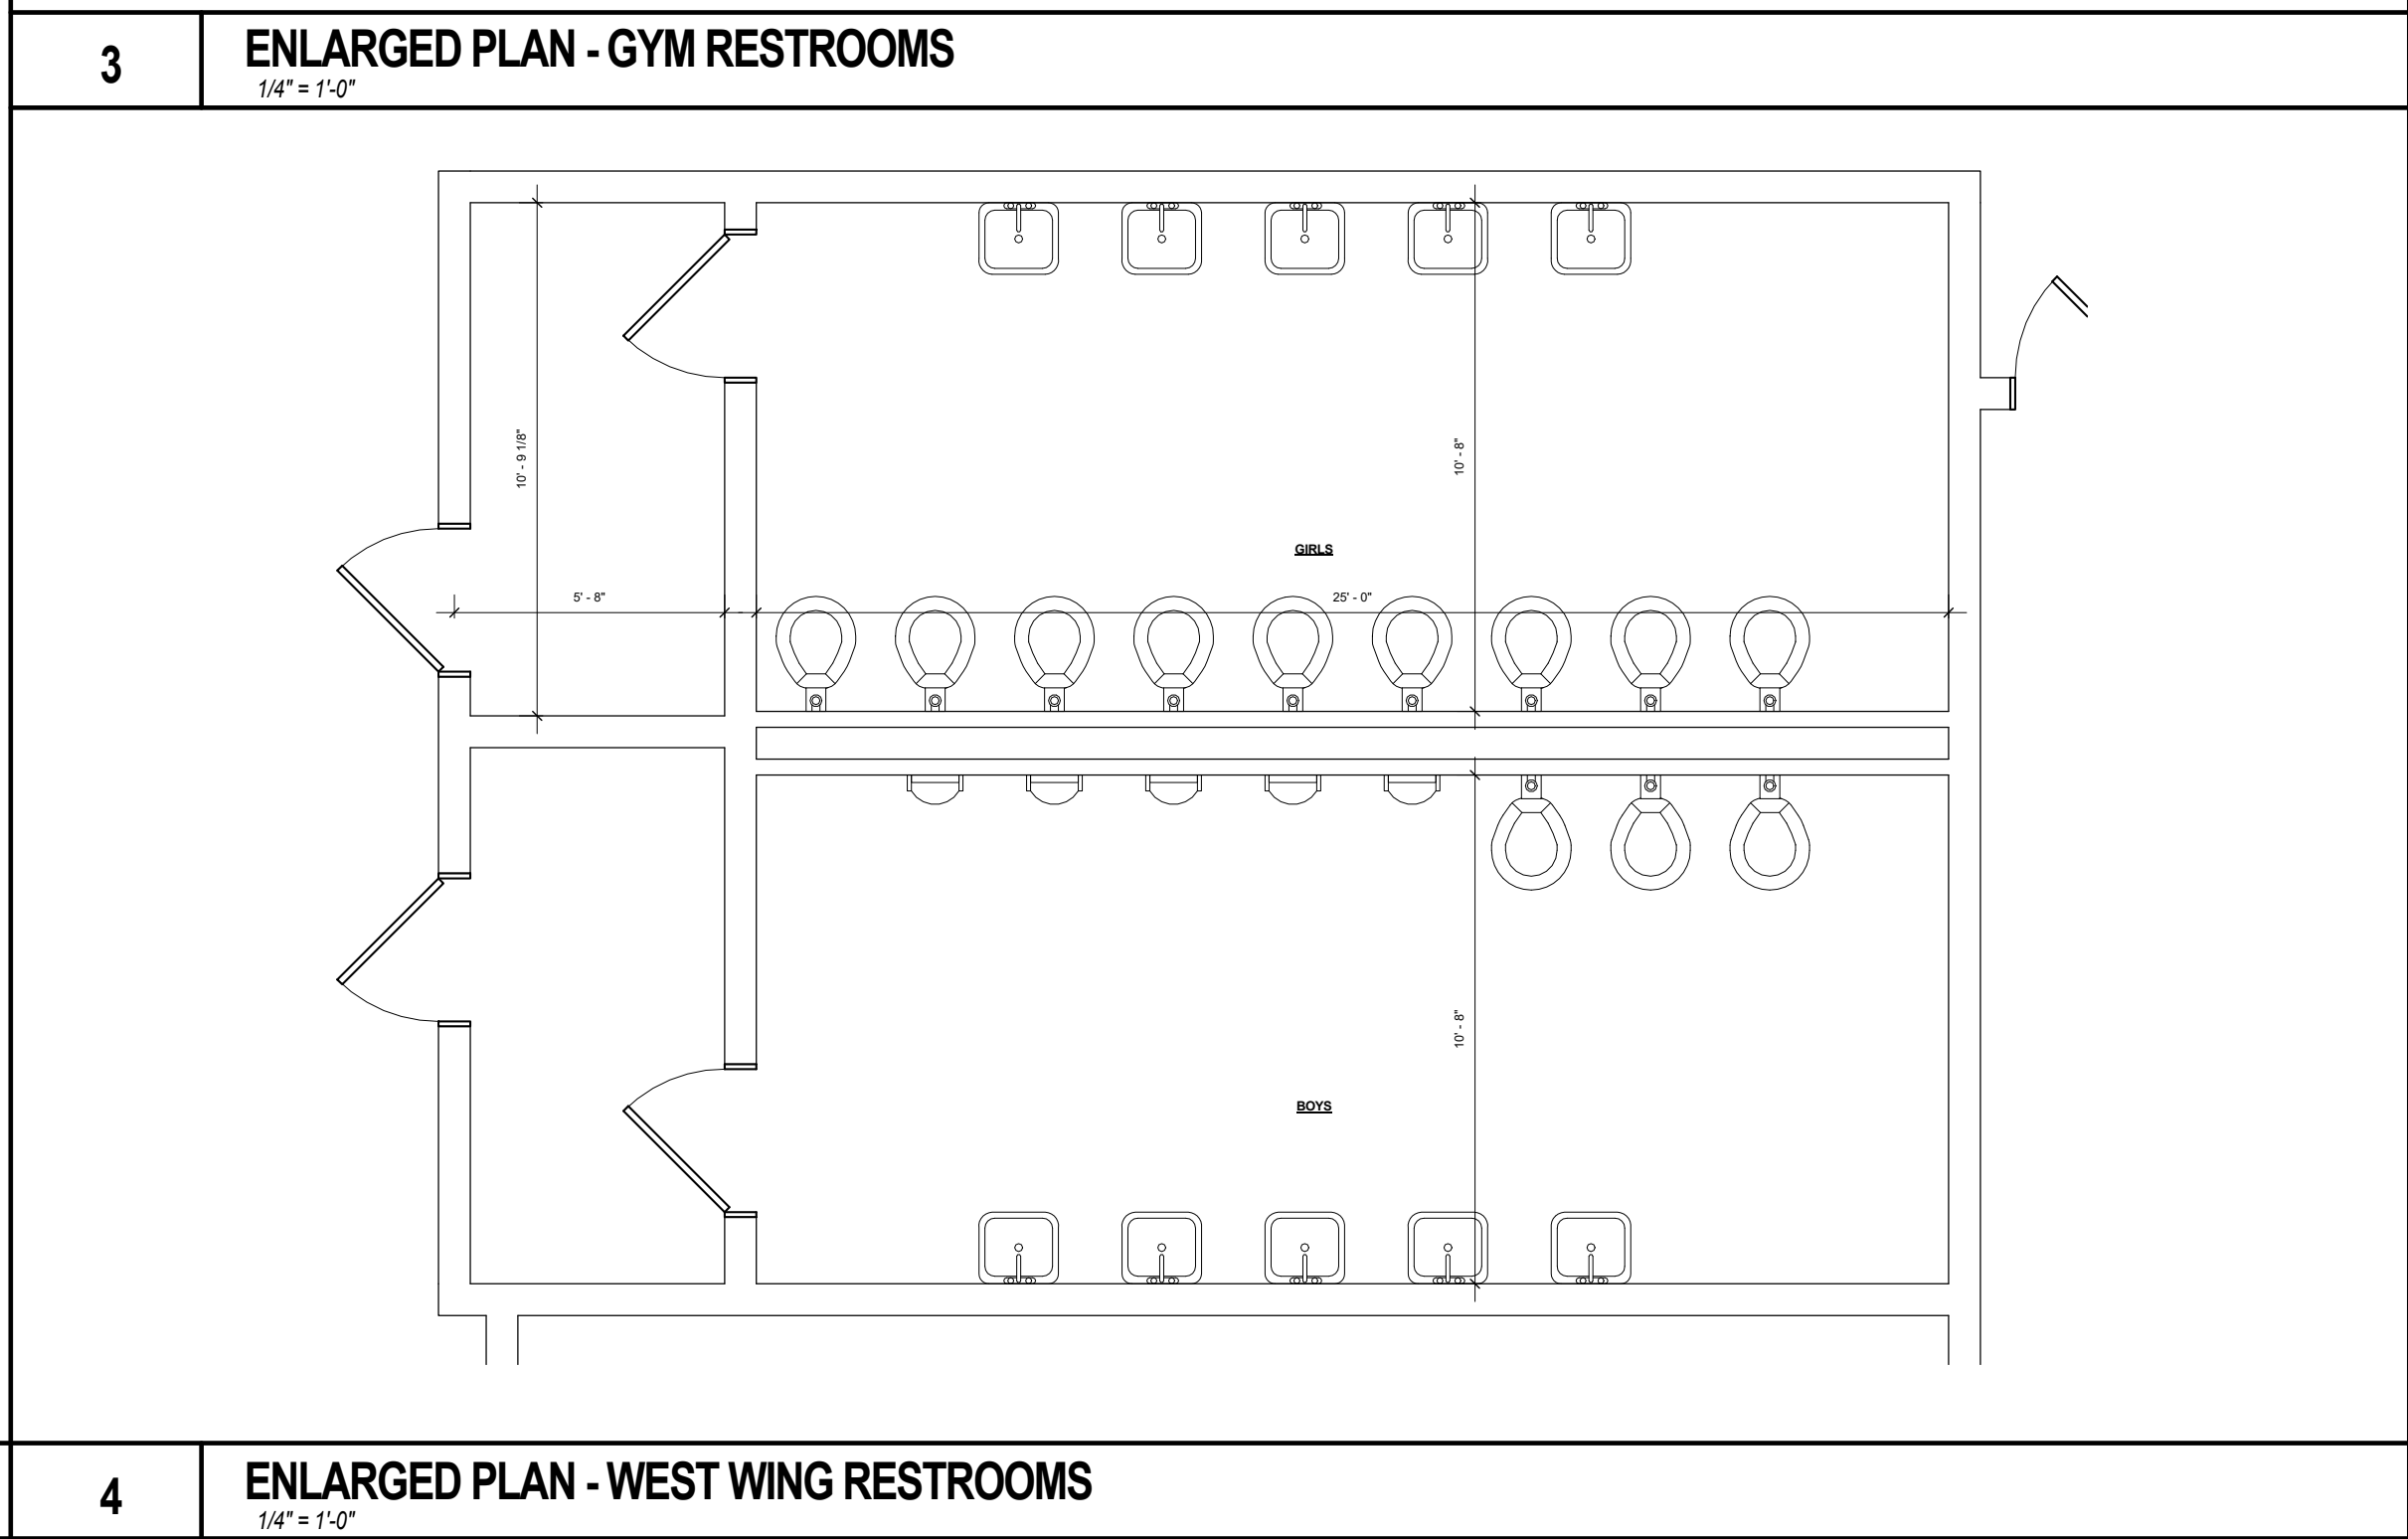 3
ENLARGED PLAN - GYM RESTROOMS
1/4" = 1'-0"
10' - 9 1/8"
10' - 8"
GIRLS
5' - 8"
25' - 0"
10' - 8"
BOYS
4
ENLARGED PLAN - WEST WING RESTROOMS
1/4" = 1'-0"